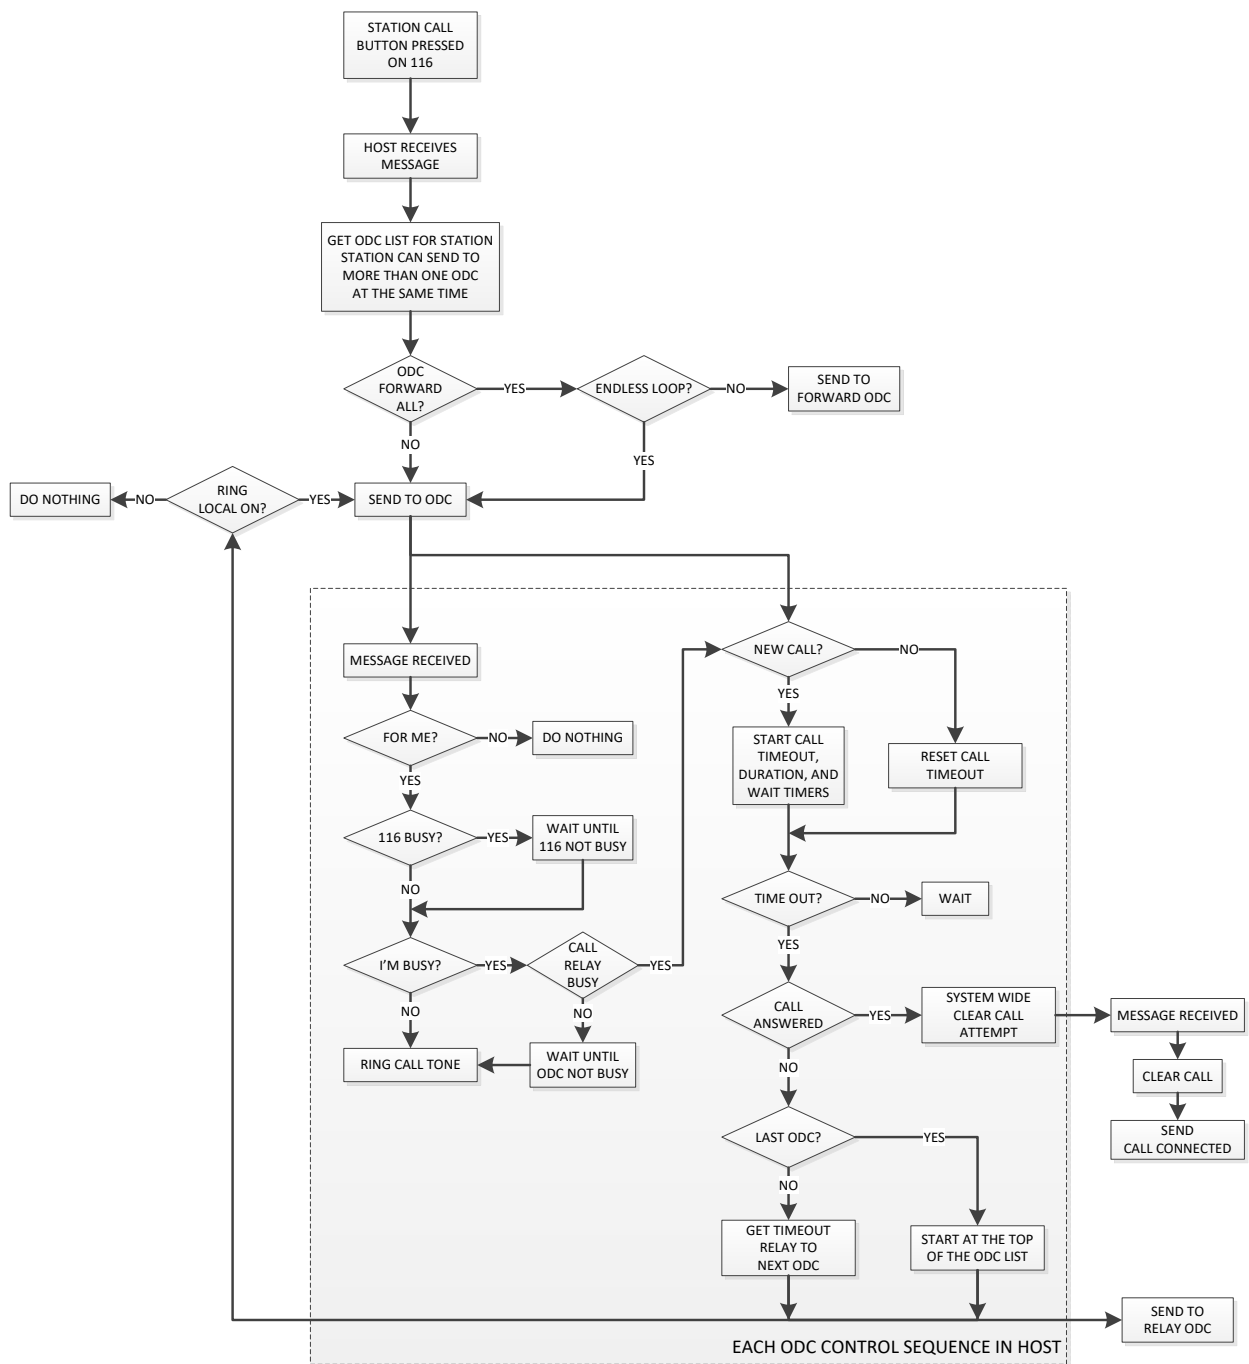 STATION CALL
BUTTON PRESSED
ON 116
HOST RECEIVES
MESSAGE
GET ODC LIST FOR STATION
STATION CAN SEND TO
MORE THAN ONE ODC
AT THE SAME TIME
ODC
FORWARD
ALL?
YES
ENDLESS LOOP?
NO
SEND TO
FORWARD ODC
NO
YES
DO NOTHING
NO
RING
LOCAL ON?
YES
SEND TO ODC
MESSAGE RECEIVED
FOR ME?
NO
DO NOTHING
YES
116 BUSY?
YES
WAIT UNTIL
116 NOT BUSY
NO
I'M BUSY?
YES
CALL
RELAY
BUSY
YES
NO
NO
RING CALL TONE
WAIT UNTIL
ODC NOT BUSY
NEW CALL?
NO
YES
START CALL
TIMEOUT,
DURATION, AND
WAIT TIMERS
RESET CALL
TIMEOUT
TIME OUT?
NO
WAIT
YES
CALL
ANSWERED
YES
SYSTEM WIDE
CLEAR CALL
ATTEMPT
MESSAGE RECEIVED
CLEAR CALL
SEND
CALL CONNECTED
NO
LAST ODC?
YES
NO
GET TIMEOUT
RELAY TO
NEXT ODC
START AT THE TOP
OF THE ODC LIST
SEND TO
RELAY ODC
EACH ODC CONTROL SEQUENCE IN HOST